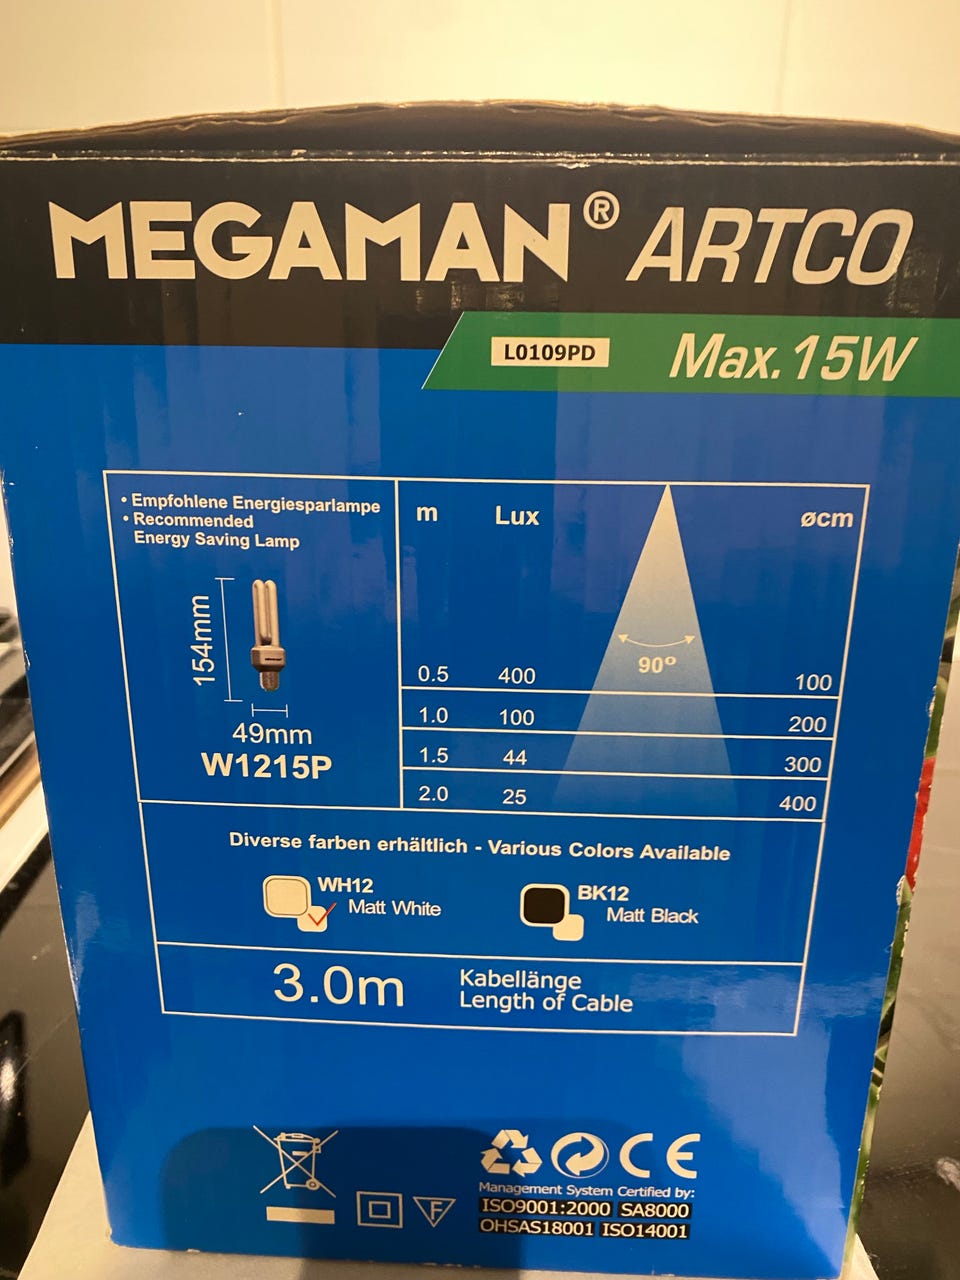 MEGAMAN® ARTCO
L0109PD
Max. 15W
• Empfohlene Energiesparlampe
• Recommended
Energy Saving Lamp
154mm
49mm
W1215P
m Lux øcm
90º
0.5 400 100
1.0 100 200
1.5 44 300
2.0 25 400
Diverse farben erhältlich - Various Colors Available
WH12
Matt White
BK12
Matt Black
3.0m
Kabellänge
Length of Cable
F
CE
Management System Certified by:
ISO9001:2000 SA8000
OHSAS18001 ISO14001